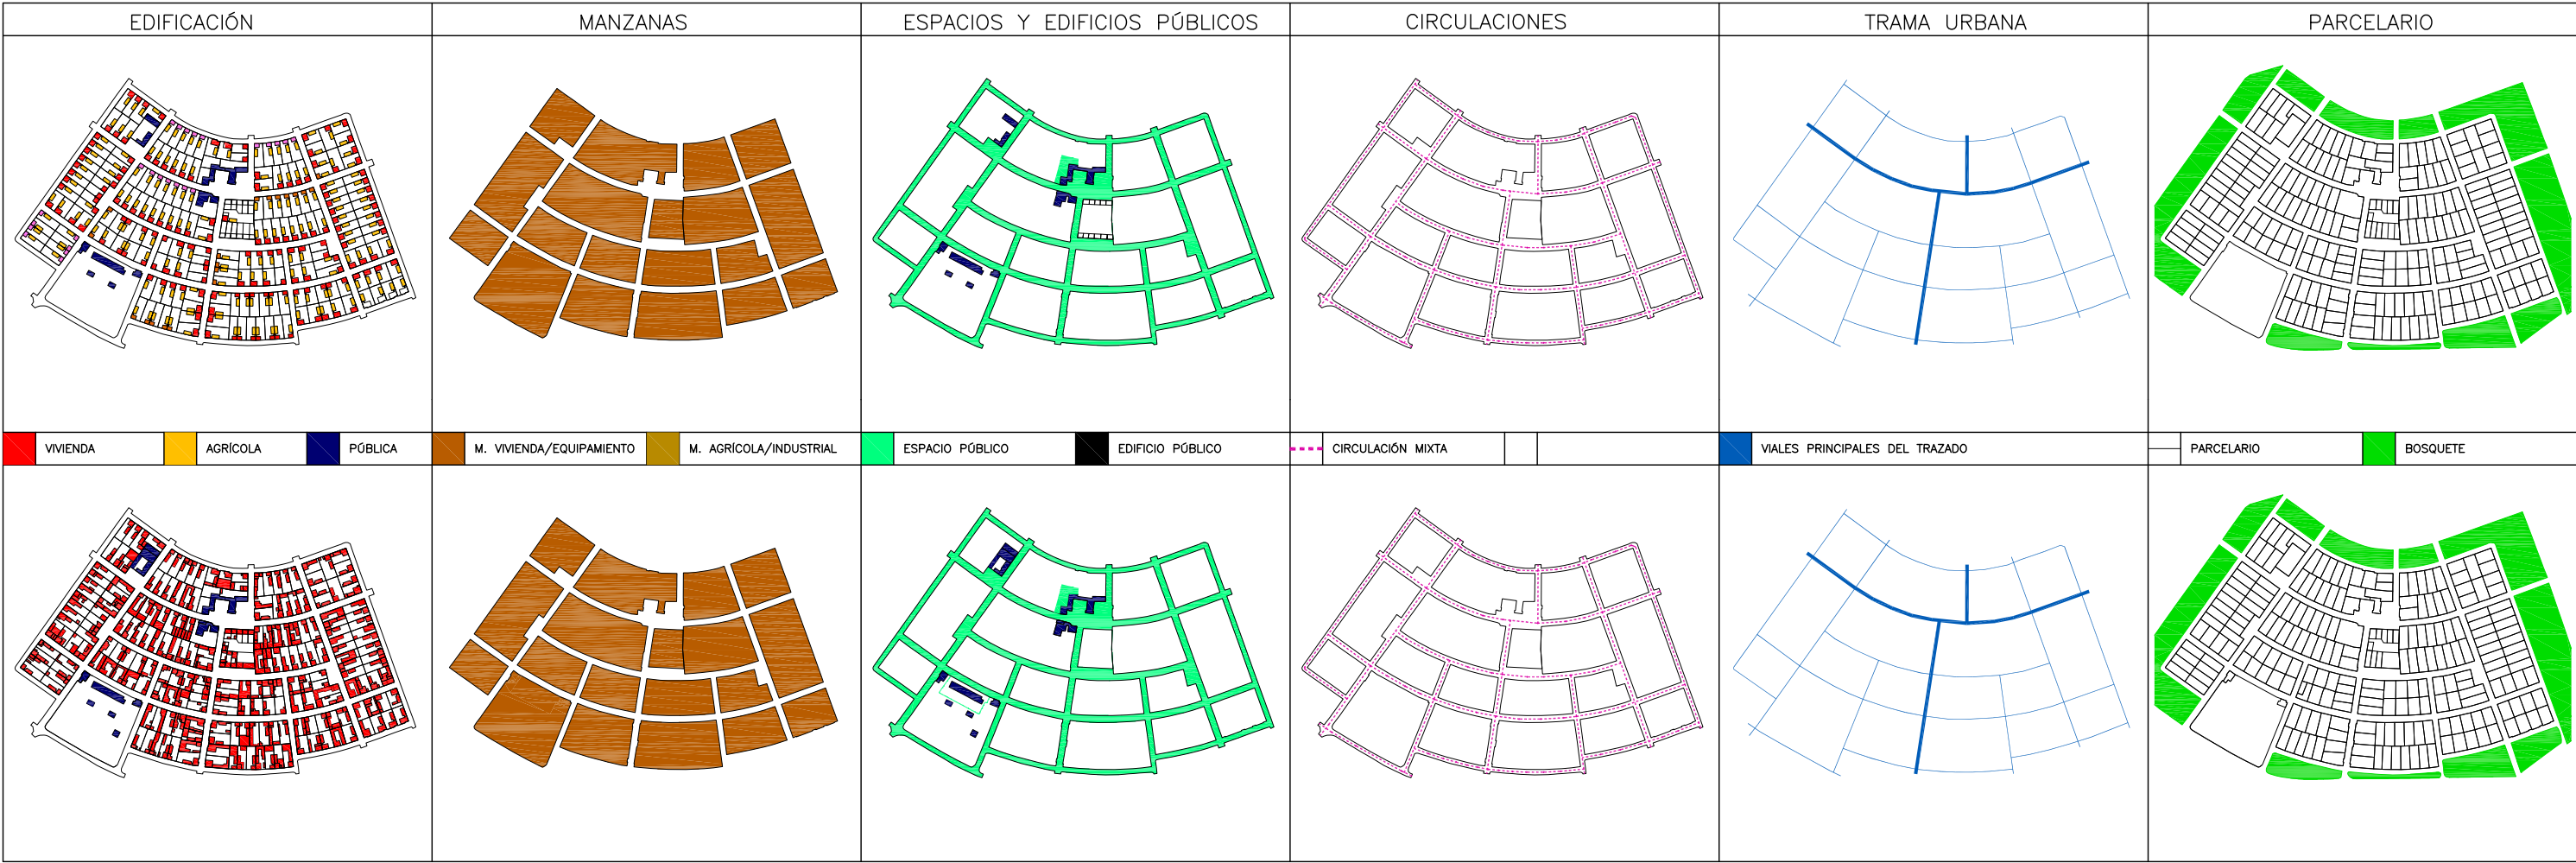 EDIFICACIÓN
MANZANAS
ESPACIOS Y EDIFICIOS PÚBLICOS
CIRCULACIONES
TRAMA URBANA
PARCELARIO
VIVIENDA
AGRÍCOLA
PÚBLICA
M. VIVIENDA/EQUIPAMIENTO
M. AGRÍCOLA/INDUSTRIAL
ESPACIO PÚBLICO
EDIFICIO PÚBLICO
CIRCULACIÓN MIXTA
VIALES PRINCIPALES DEL TRAZADO
PARCELARIO
BOSQUETE